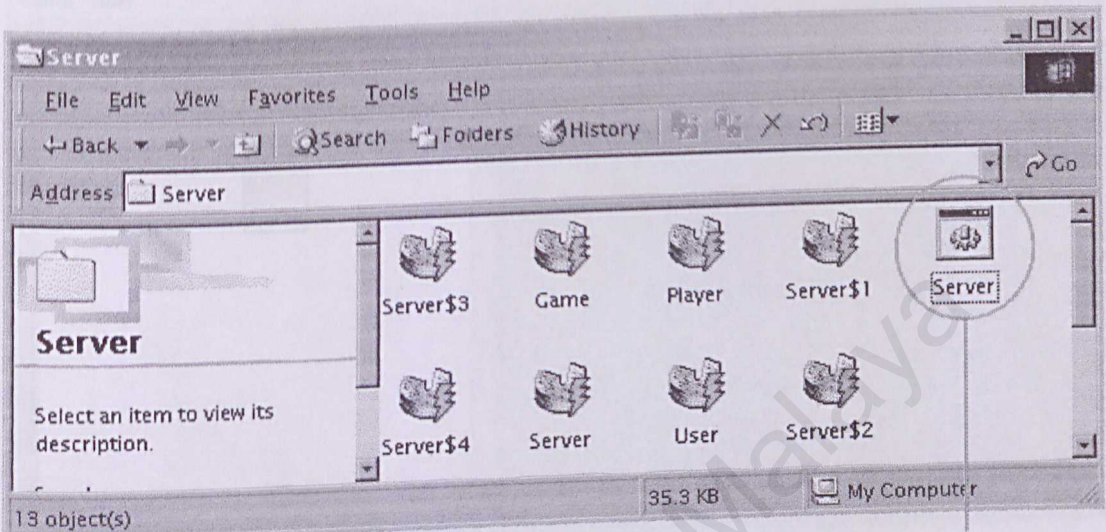 Server
File Edit View Favorites Tools Help
Back Search Folders History
Address Server Go
Server$3 Game Player Server$1 Server
Server
Select an item to view its
description.
Server$4 Server User Server$2
13 object(s) 35.3 KB My Computer
Malaya